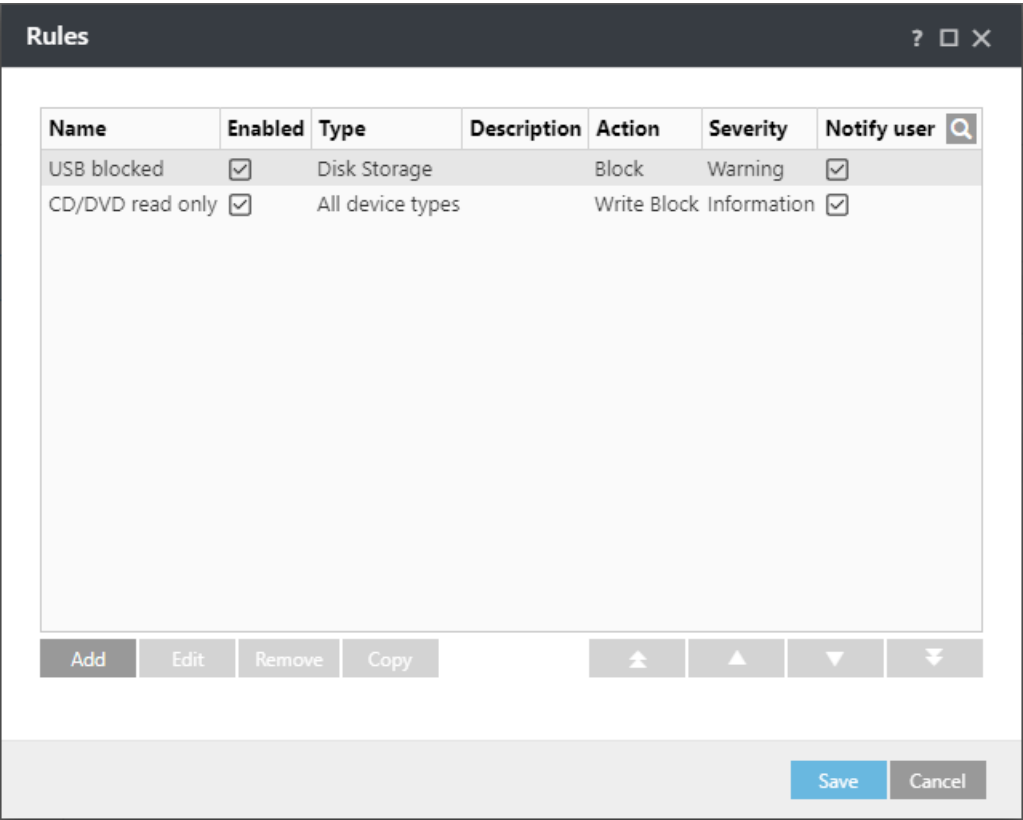 Rules ?
Name Enabled Type Description Action Severity Notify user
USB blocked Disk Storage Block Warning
CD/DVD read only All device types Write Block Information
Add Edit Remove Copy
Save Cancel